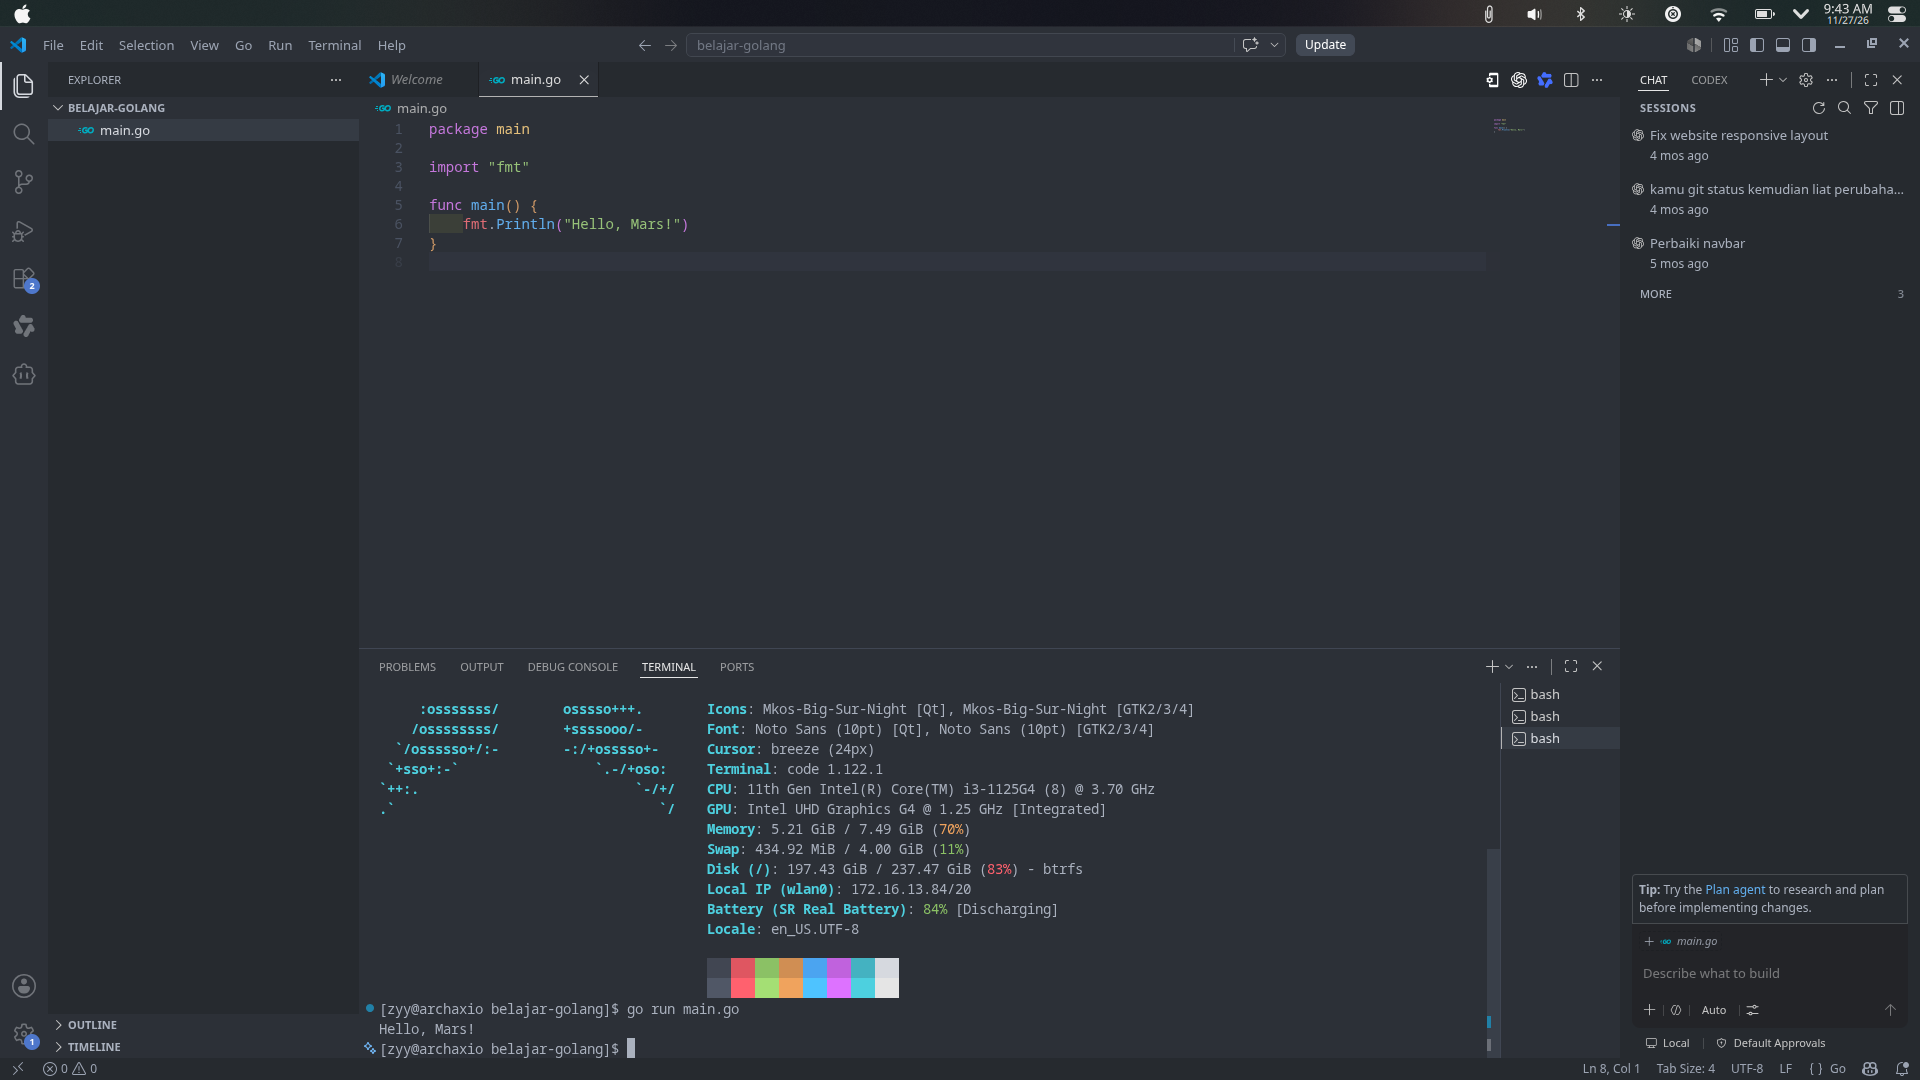 9:43 AM
11/27/26
File Edit Selection View Go Run Terminal Help
belajar-golang
Update
EXPLORER
BELAJAR-GOLANG
main.go
Welcome
main.go
main.go
1 package main
2
3 import "fmt"
4
5 func main() {
6 fmt.Println("Hello, Mars!")
7 }
8
CHAT CODEX
SESSIONS
Fix website responsive layout
4 mos ago
kamu git status kemudian liat perubaha...
4 mos ago
Perbaiki navbar
5 mos ago
MORE 3
PROBLEMS OUTPUT DEBUG CONSOLE TERMINAL PORTS
bash
bash
bash
:osssssss/ osssso+++. Icons: Mkos-Big-Sur-Night [Qt], Mkos-Big-Sur-Night [GTK2/3/4]
/ossssssss/ +ssssooo/- Font: Noto Sans (10pt) [Qt], Noto Sans (10pt) [GTK2/3/4]
`/ossssso+/:- -:/+osssso+- Cursor: breeze (24px)
`+sso+:-` `.-/+oso: Terminal: code 1.122.1
`++:. `-/+/ CPU: 11th Gen Intel(R) Core(TM) i3-1125G4 (8) @ 3.70 GHz
.` `/ GPU: Intel UHD Graphics G4 @ 1.25 GHz [Integrated]
Memory: 5.21 GiB / 7.49 GiB (70%)
Swap: 434.92 MiB / 4.00 GiB (11%)
Disk (/): 197.43 GiB / 237.47 GiB (83%) - btrfs
Local IP (wlan0): 172.16.13.84/20
Battery (SR Real Battery): 84% [Discharging]
Locale: en_US.UTF-8
[zyy@archaxio belajar-golang]$ go run main.go
Hello, Mars!
[zyy@archaxio belajar-golang]$
Tip: Try the Plan agent to research and plan
before implementing changes.
main.go
Describe what to build
Auto
Local Default Approvals
2
1
OUTLINE
TIMELINE
0 0
Ln 8, Col 1 Tab Size: 4 UTF-8 LF { } Go